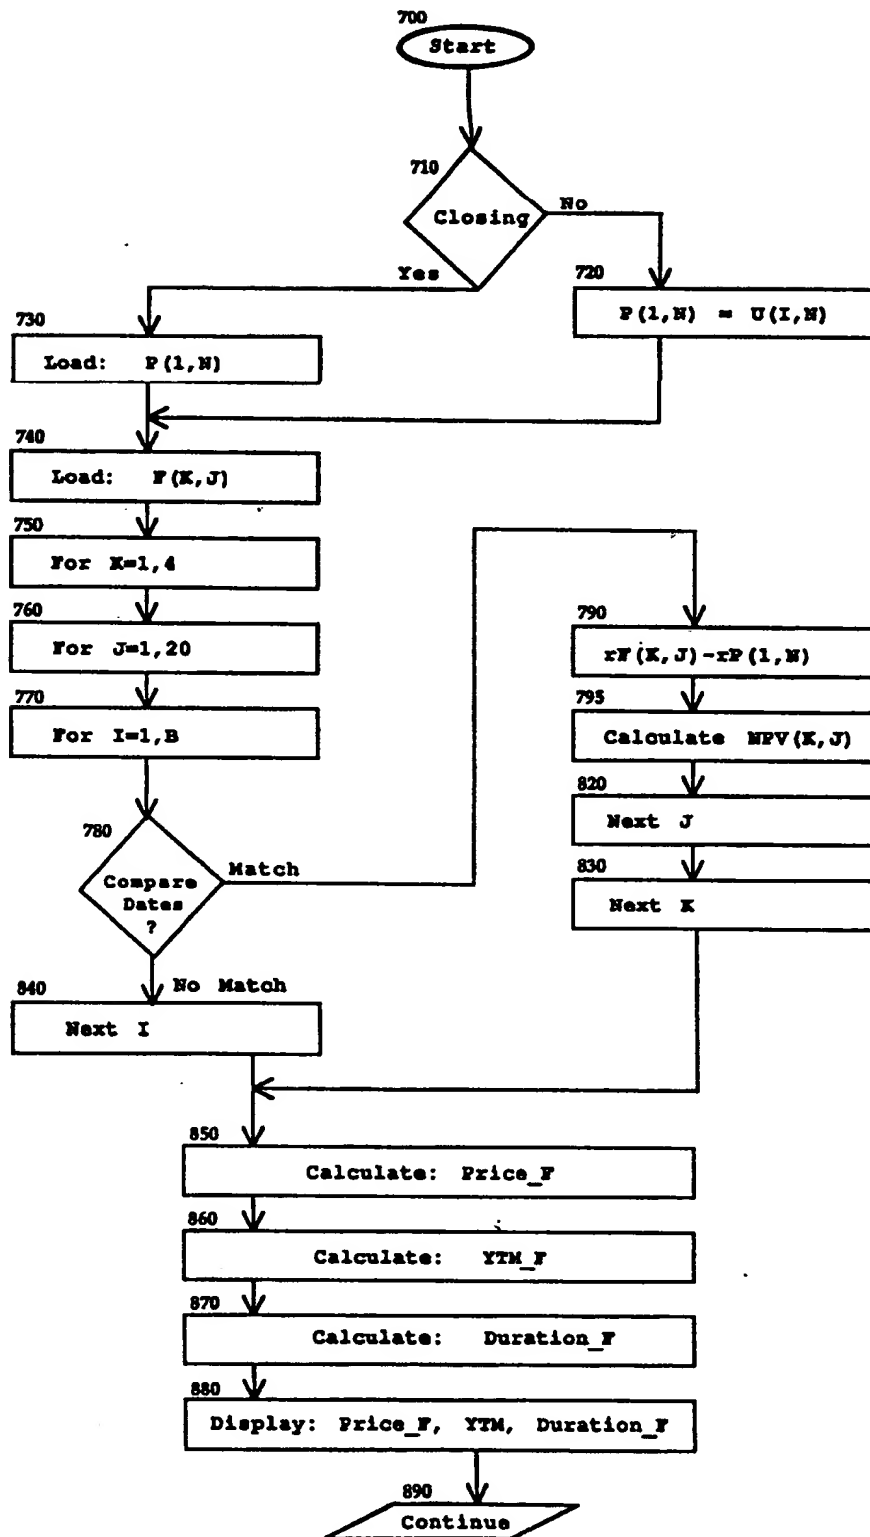 700
Start
710
Closing
No
Yes
720
P(1,N) = U(I,N)
730
Load: P(1,N)
740
Load: F(K,J)
750
For K=1,4
760
For J=1,20
770
For I=1,B
780
Compare
Dates
?
Match
No Match
790
rF(K,J)-rP(1,N)
795
Calculate NPV(K,J)
820
Next J
830
Next K
840
Next I
850
Calculate: Price_F
860
Calculate: YTM_F
870
Calculate: Duration_F
880
Display: Price_F, YTM, Duration_F
890
Continue